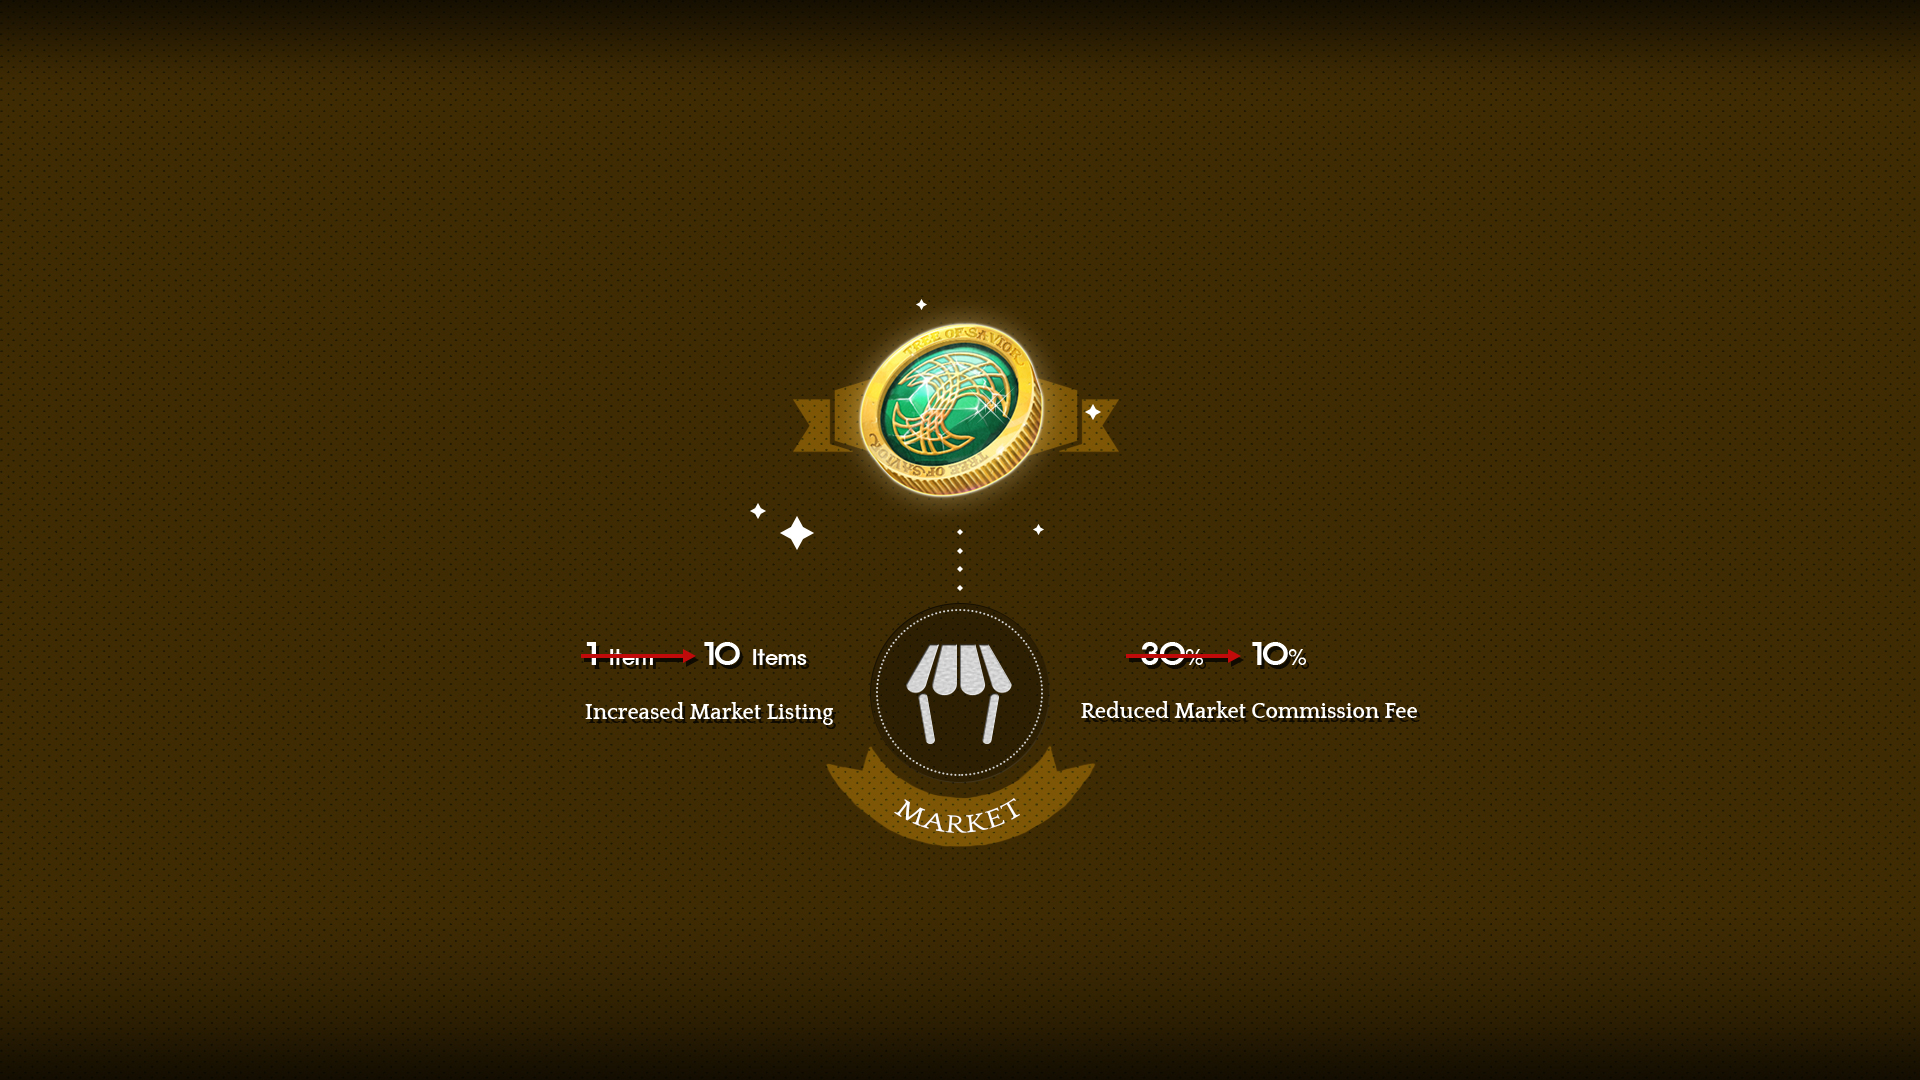 TREE OF SAVIOR
TREE OF SAVIOR
1 Item 10 Items
Increased Market Listing
30% 10%
Reduced Market Commission Fee
MARKET